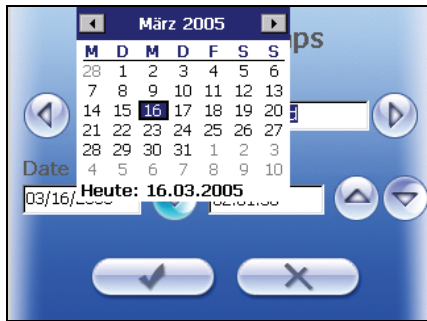 März 2005
ps
M D M D F S S
28 1 2 3 4 5 6
7 8 9 10 11 12 13
14 15 16 17 18 19 20
21 22 23 24 25 26 27
28 29 30 31 1 2 3
Date
4 5 6 7 8 9 10
Heute: 16.03.2005
03/16/